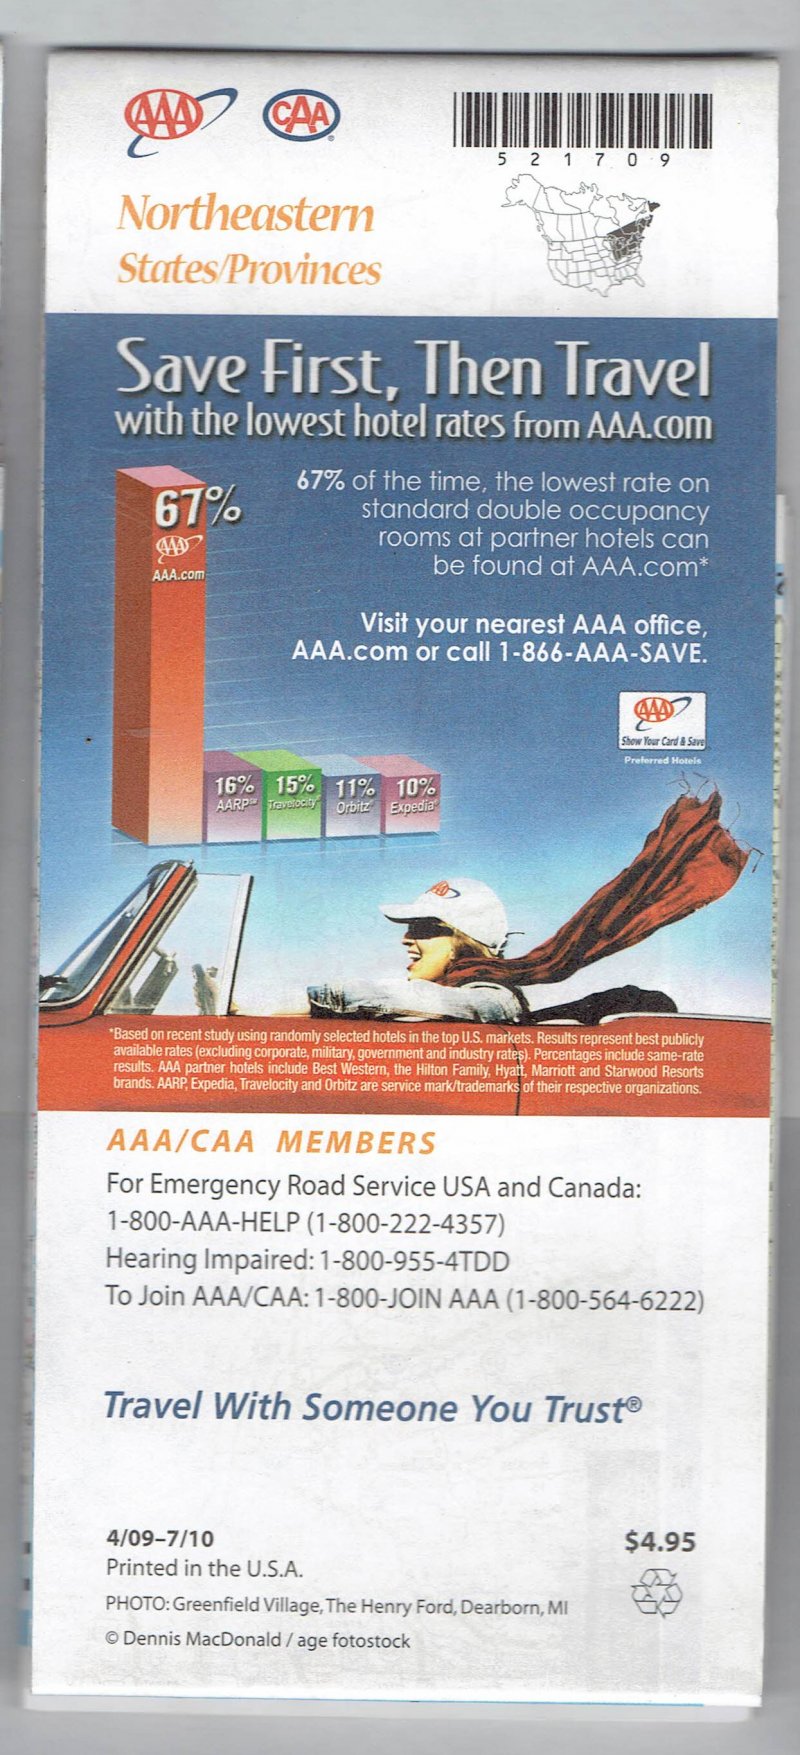 AAA CAA
5 2 1 7 0 9
Northeastern
States/Provinces
Save First, Then Travel
with the lowest hotel rates from AAA.com
67% of the time, the lowest rate on
standard double occupancy
rooms at partner hotels can
be found at AAA.com*
Visit your nearest AAA office,
AAA.com or call 1-866-AAA-SAVE.
67%
AAA
AAA.com
AAA
Show Your Card & Save
Preferred Hotels
16%
AARP℠
15%
Travelocity®
11%
Orbitz®
10%
Expedia®
AAA
*Based on recent study using randomly selected hotels in the top U.S. markets. Results represent best publicly
available rates (excluding corporate, military, government and industry rates). Percentages include same-rate
results. AAA partner hotels include Best Western, the Hilton Family, Hyatt, Marriott and Starwood Resorts
brands. AARP, Expedia, Travelocity and Orbitz are service mark/trademarks of their respective organizations.
AAA/CAA MEMBERS
For Emergency Road Service USA and Canada:
1-800-AAA-HELP (1-800-222-4357)
Hearing Impaired: 1-800-955-4TDD
To Join AAA/CAA: 1-800-JOIN AAA (1-800-564-6222)
Travel With Someone You Trust®
4/09–7/10
$4.95
Printed in the U.S.A.
PHOTO: Greenfield Village, The Henry Ford, Dearborn, MI
© Dennis MacDonald / age fotostock